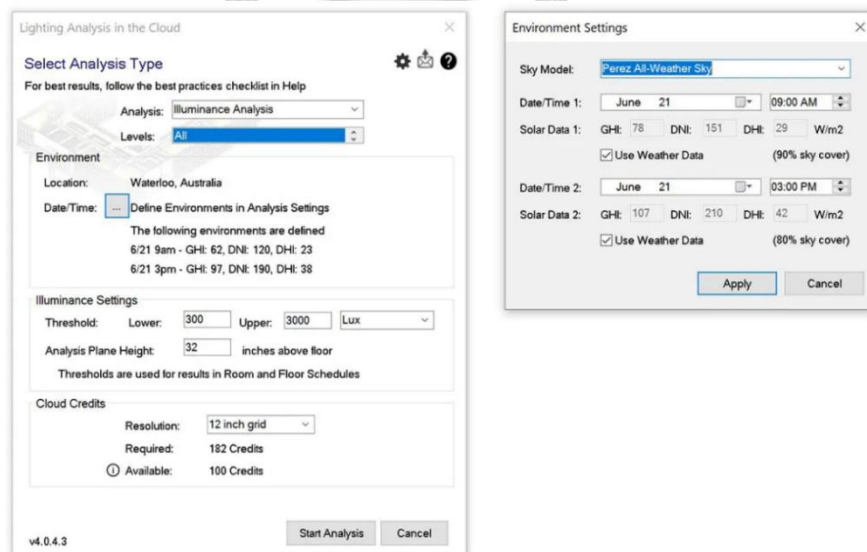 Lighting Analysis in the Cloud
Select Analysis Type
For best results, follow the best practices checklist in Help
Analysis: Illuminance Analysis
Levels: All
Environment
Location: Waterloo, Australia
Date/Time: ... Define Environments in Analysis Settings
The following environments are defined
6/21 9am - GHI: 62, DNI: 120, DHI: 23
6/21 3pm - GHI: 97, DNI: 190, DHI: 38
Illuminance Settings
Threshold: Lower: 300 Upper: 3000 Lux
Analysis Plane Height: 32 inches above floor
Thresholds are used for results in Room and Floor Schedules
Cloud Credits
Resolution: 12 inch grid
Required: 182 Credits
Available: 100 Credits
v4.0.4.3 Start Analysis Cancel
Environment Settings
Sky Model: Perez All-Weather Sky
Date/Time 1: June 21 09:00 AM
Solar Data 1: GHI: 78 DNI: 151 DHI: 29 W/m2
Use Weather Data (90% sky cover)
Date/Time 2: June 21 03:00 PM
Solar Data 2: GHI: 107 DNI: 210 DHI: 42 W/m2
Use Weather Data (80% sky cover)
Apply Cancel